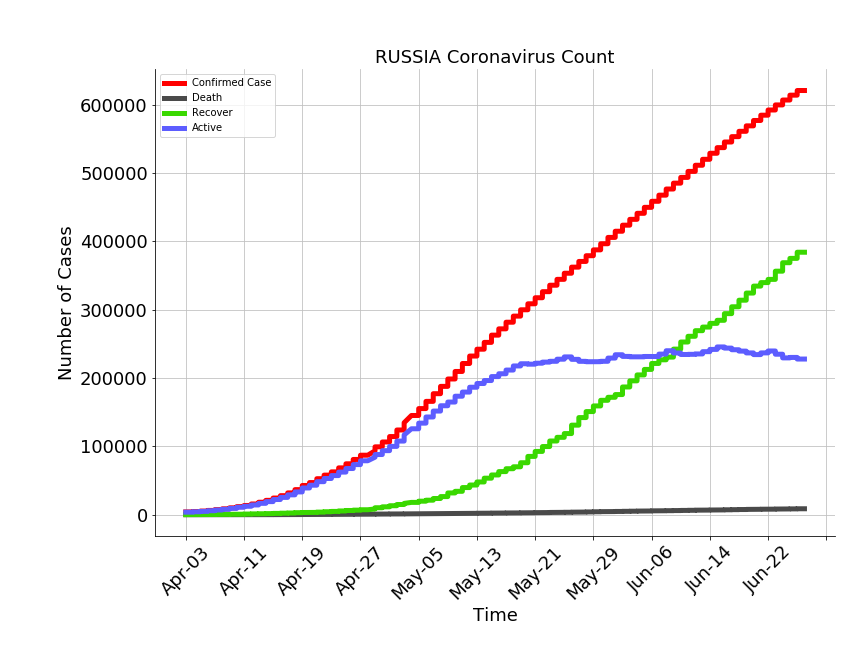 RUSSIA Coronavirus Count
Confirmed Case
Death
Recover
Active
600000
500000
400000
300000
200000
100000
0
Number of Cases
Apr-03 Apr-11 Apr-19 Apr-27 May-05 May-13 May-21 May-29 Jun-06 Jun-14 Jun-22
Time